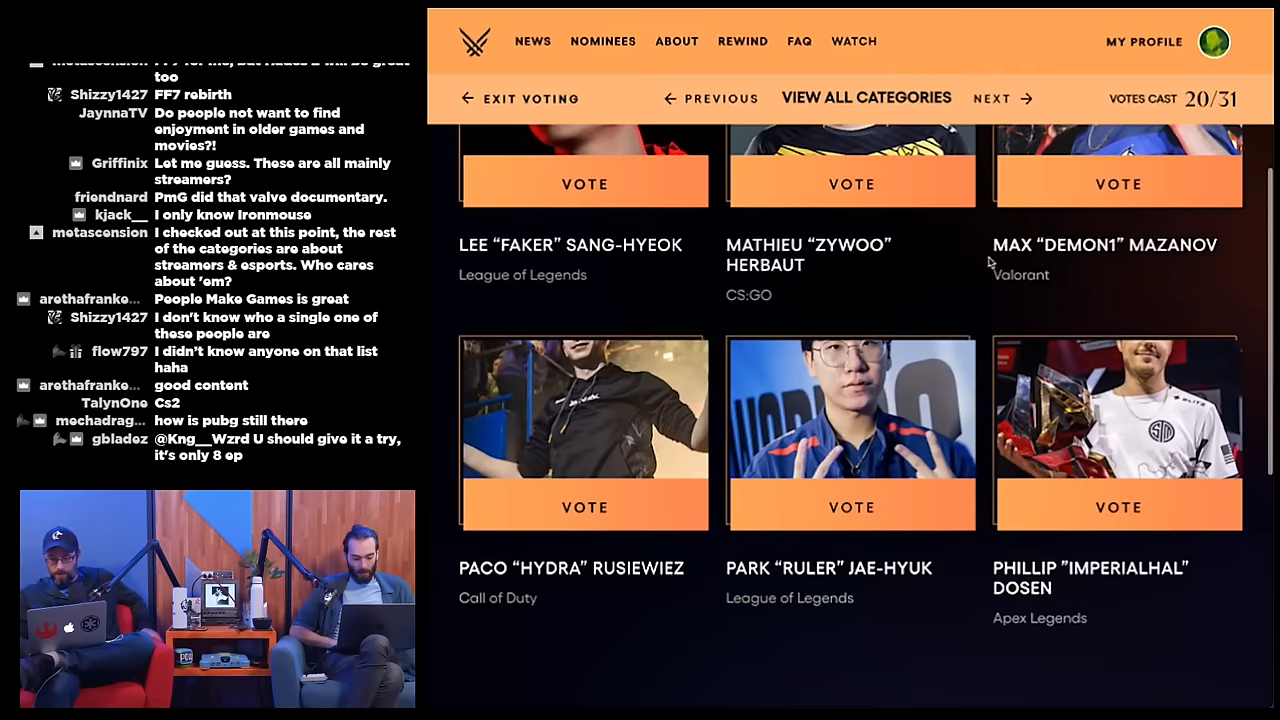 too
Shizzy1427 FF7 rebirth
JaynnaTV Do people not want to find
enjoyment in older games and
movies?!
Griffinix Let me guess. These are all mainly
streamers?
friendnard PmG did that valve documentary.
kjack__ I only know Ironmouse
metascension I checked out at this point, the rest
of the categories are about
streamers & esports. Who cares
about 'em?
arethafranke... People Make Games is great
Shizzy1427 I don't know who a single one of
these people are
flow797 I didn't know anyone on that list
haha
arethafranke... good content
TalynOne Cs2
mechadrag... how is pubg still there
gbladez @Kng__Wzrd U should give it a try,
it's only 8 ep
NEWS NOMINEES ABOUT REWIND FAQ WATCH MY PROFILE
← EXIT VOTING ← PREVIOUS VIEW ALL CATEGORIES NEXT → VOTES CAST 20/31
VOTE VOTE VOTE
LEE “FAKER” SANG-HYEOK
League of Legends
MATHIEU “ZYWOO”
HERBAUT
CS:GO
MAX “DEMON1” MAZANOV
Valorant
VOTE VOTE VOTE
PACO “HYDRA” RUSIEWIEZ
Call of Duty
PARK “RULER” JAE-HYUK
League of Legends
PHILLIP ”IMPERIALHAL”
DOSEN
Apex Legends